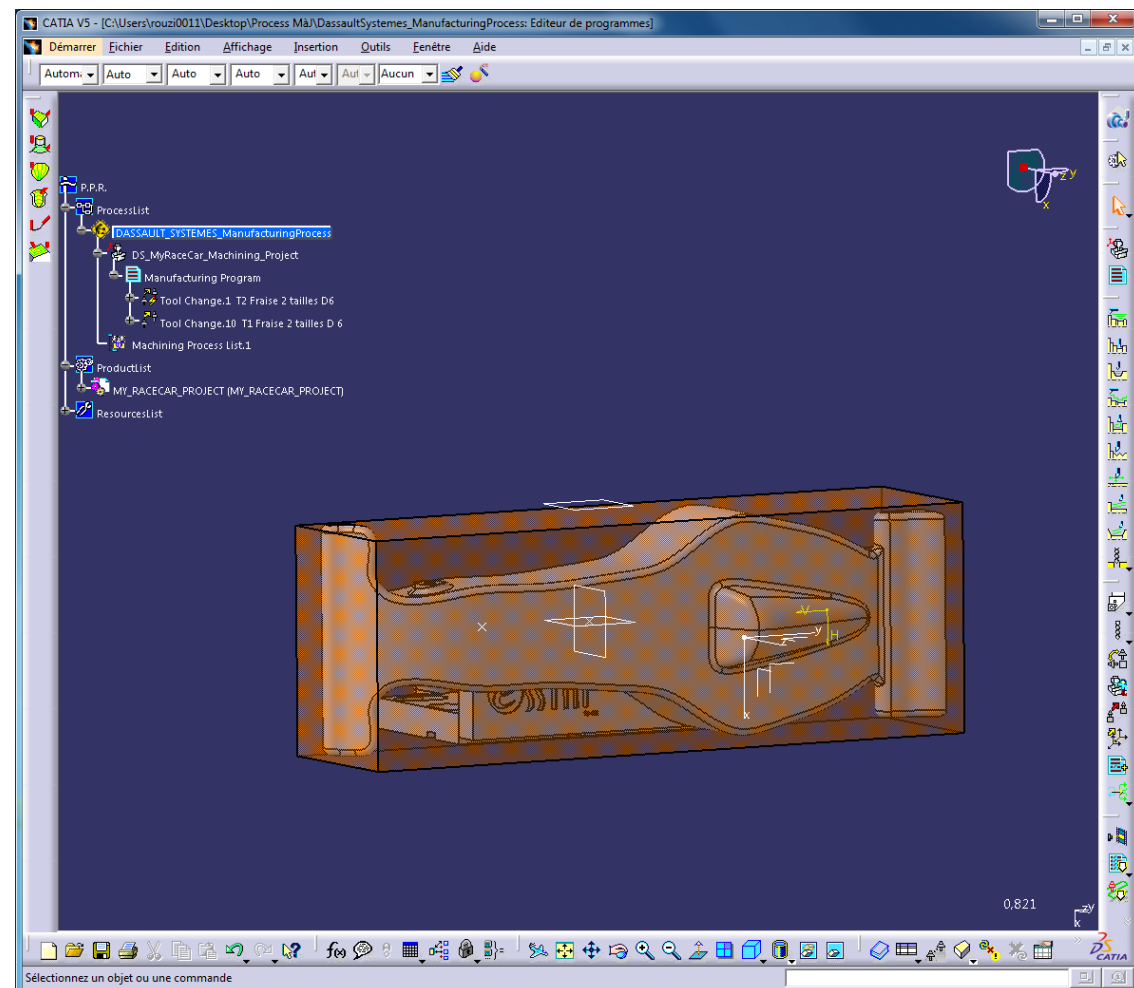 CATIA V5 - [C:\Users\rouzi0011\Desktop\Process MàJ\DassaultSystemes_ManufacturingProcess: Editeur de programmes]
Démarrer Fichier Edition Affichage Insertion Outils Fenêtre Aide
Auto Auto Auto Aucun
P.P.R.
ProcessList
DASSAULT_SYSTEMES_ManufacturingProcess
DS_MyRaceCar_Machining_Project
Manufacturing Program
Tool Change.1 T2 Fraise 2 tailles D6
Tool Change.10 T1 Fraise 2 tailles D 6
Machining Process List.1
ProductList
MY_RACECAR_PROJECT (MY_RACECAR_PROJECT)
ResourcesList
z y
x
V
H
y
z
x
0,821
zy
x
f(x)
DS
CATIA
Sélectionnez un objet ou une commande